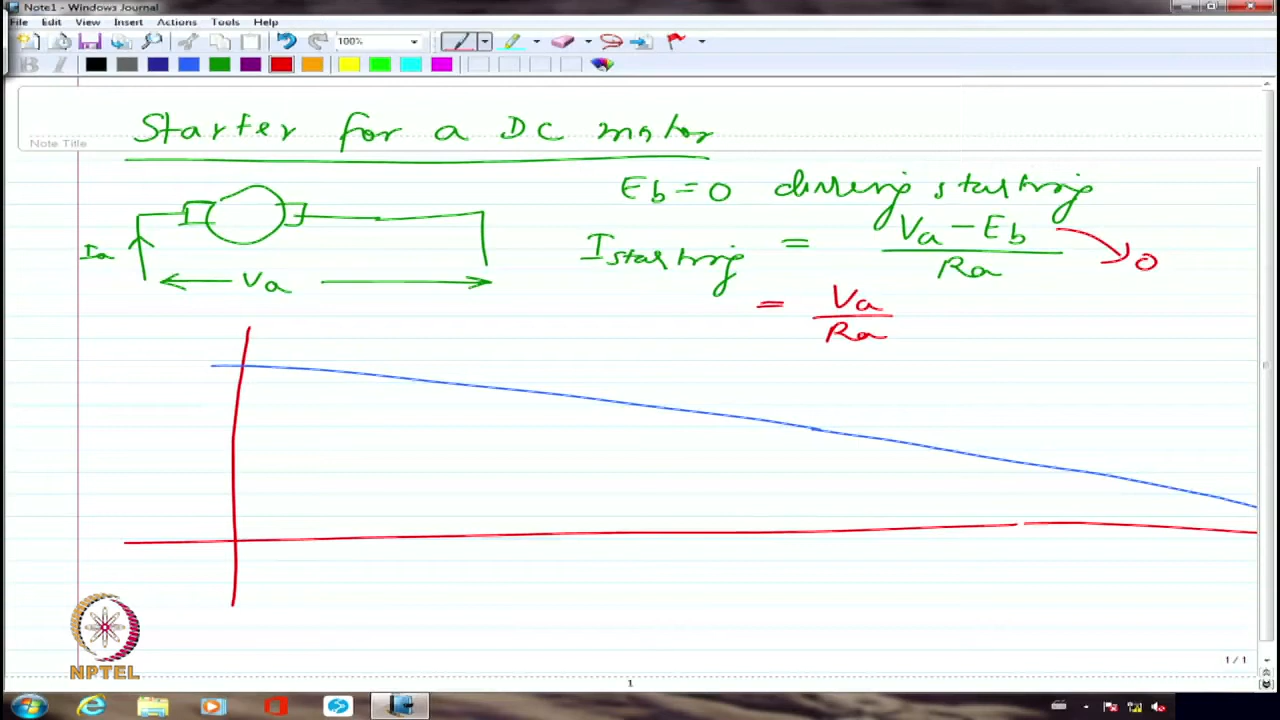 Note1 - Windows Journal
File Edit View Insert Actions Tools Help
100%
B I
Starter for a DC motor
Note Title
Eb = 0 during starting
Istarting = Va - Eb / Ra → 0
= Va / Ra
Ia
Va
NPTEL
1 / 1
1